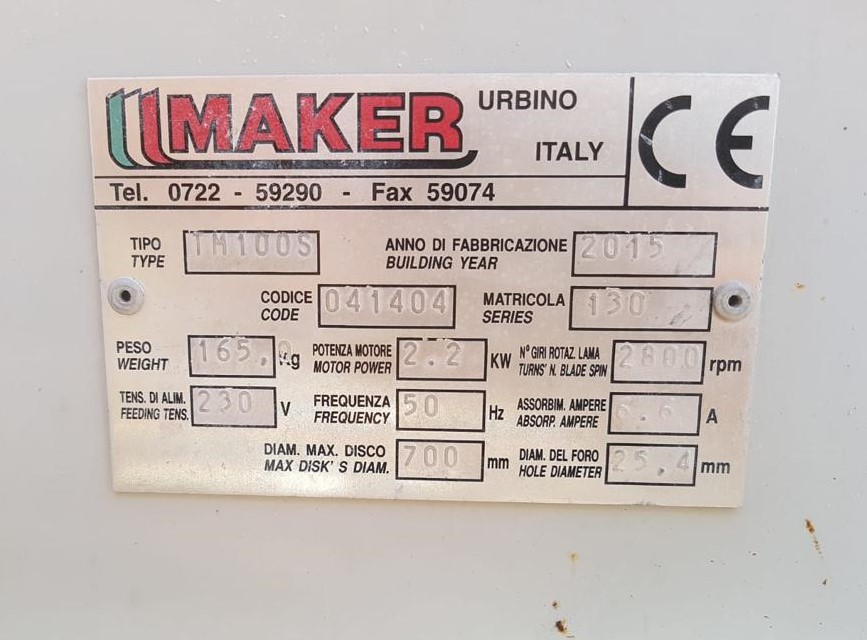 MAKER
URBINO
ITALY
CE
Tel. 0722 - 59290 - Fax 59074
TIPO TM100S ANNO DI FABBRICAZIONE 2015
TYPE BUILDING YEAR
CODICE 041404 MATRICOLA 130
CODE SERIES
PESO 165,0 Kg POTENZA MOTORE 2.2 KW N° GIRI ROTAZ. LAMA 2800 rpm
WEIGHT MOTOR POWER TURNS' N. BLADE SPIN
TENS. DI ALIM. 230 V FREQUENZA 50 Hz ASSORBIM. AMPERE A
FEEDING TENS. FREQUENCY ABSORP. AMPERE
DIAM. MAX. DISCO 700 mm DIAM. DEL FORO 25,4 mm
MAX DISK' S DIAM. HOLE DIAMETER